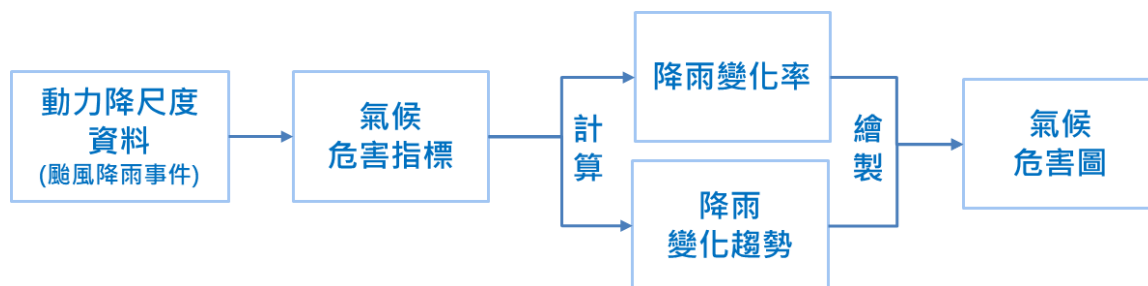 動力降尺度
資料
(颱風降雨事件)
氣候
危害指標
計算
降雨變化率
降雨
變化趨勢
繪製
氣候
危害圖